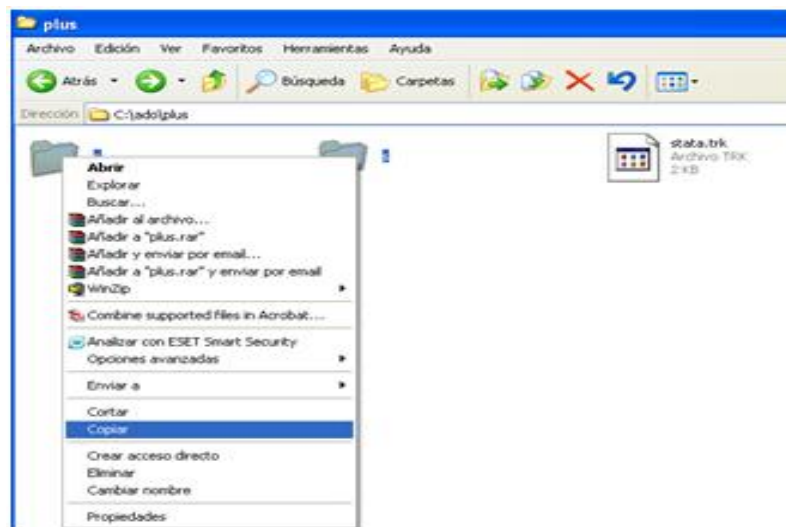 plus
Archivo Edición Ver Favoritos Herramientas Ayuda
Atrás Búsqueda Carpetas
Dirección C:\ado\plus
s
stata.trk
Archivo TRK
2 KB
Abrir
Explorar
Buscar...
Añadir al archivo...
Añadir a "plus.rar"
Añadir y enviar por email...
Añadir a "plus.rar" y enviar por email
WinZip
Combine supported files in Acrobat...
Analizar con ESET Smart Security
Opciones avanzadas
Enviar a
Cortar
Copiar
Crear acceso directo
Eliminar
Cambiar nombre
Propiedades